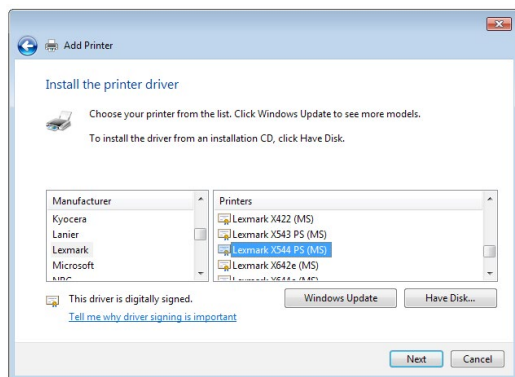 Add Printer
Install the printer driver
Choose your printer from the list. Click Windows Update to see more models.
To install the driver from an installation CD, click Have Disk.
Manufacturer
Kyocera
Lanier
Lexmark
Microsoft
Printers
Lexmark X422 (MS)
Lexmark X543 PS (MS)
Lexmark X544 PS (MS)
Lexmark X642e (MS)
This driver is digitally signed.
Tell me why driver signing is important
Windows Update
Have Disk...
Next
Cancel